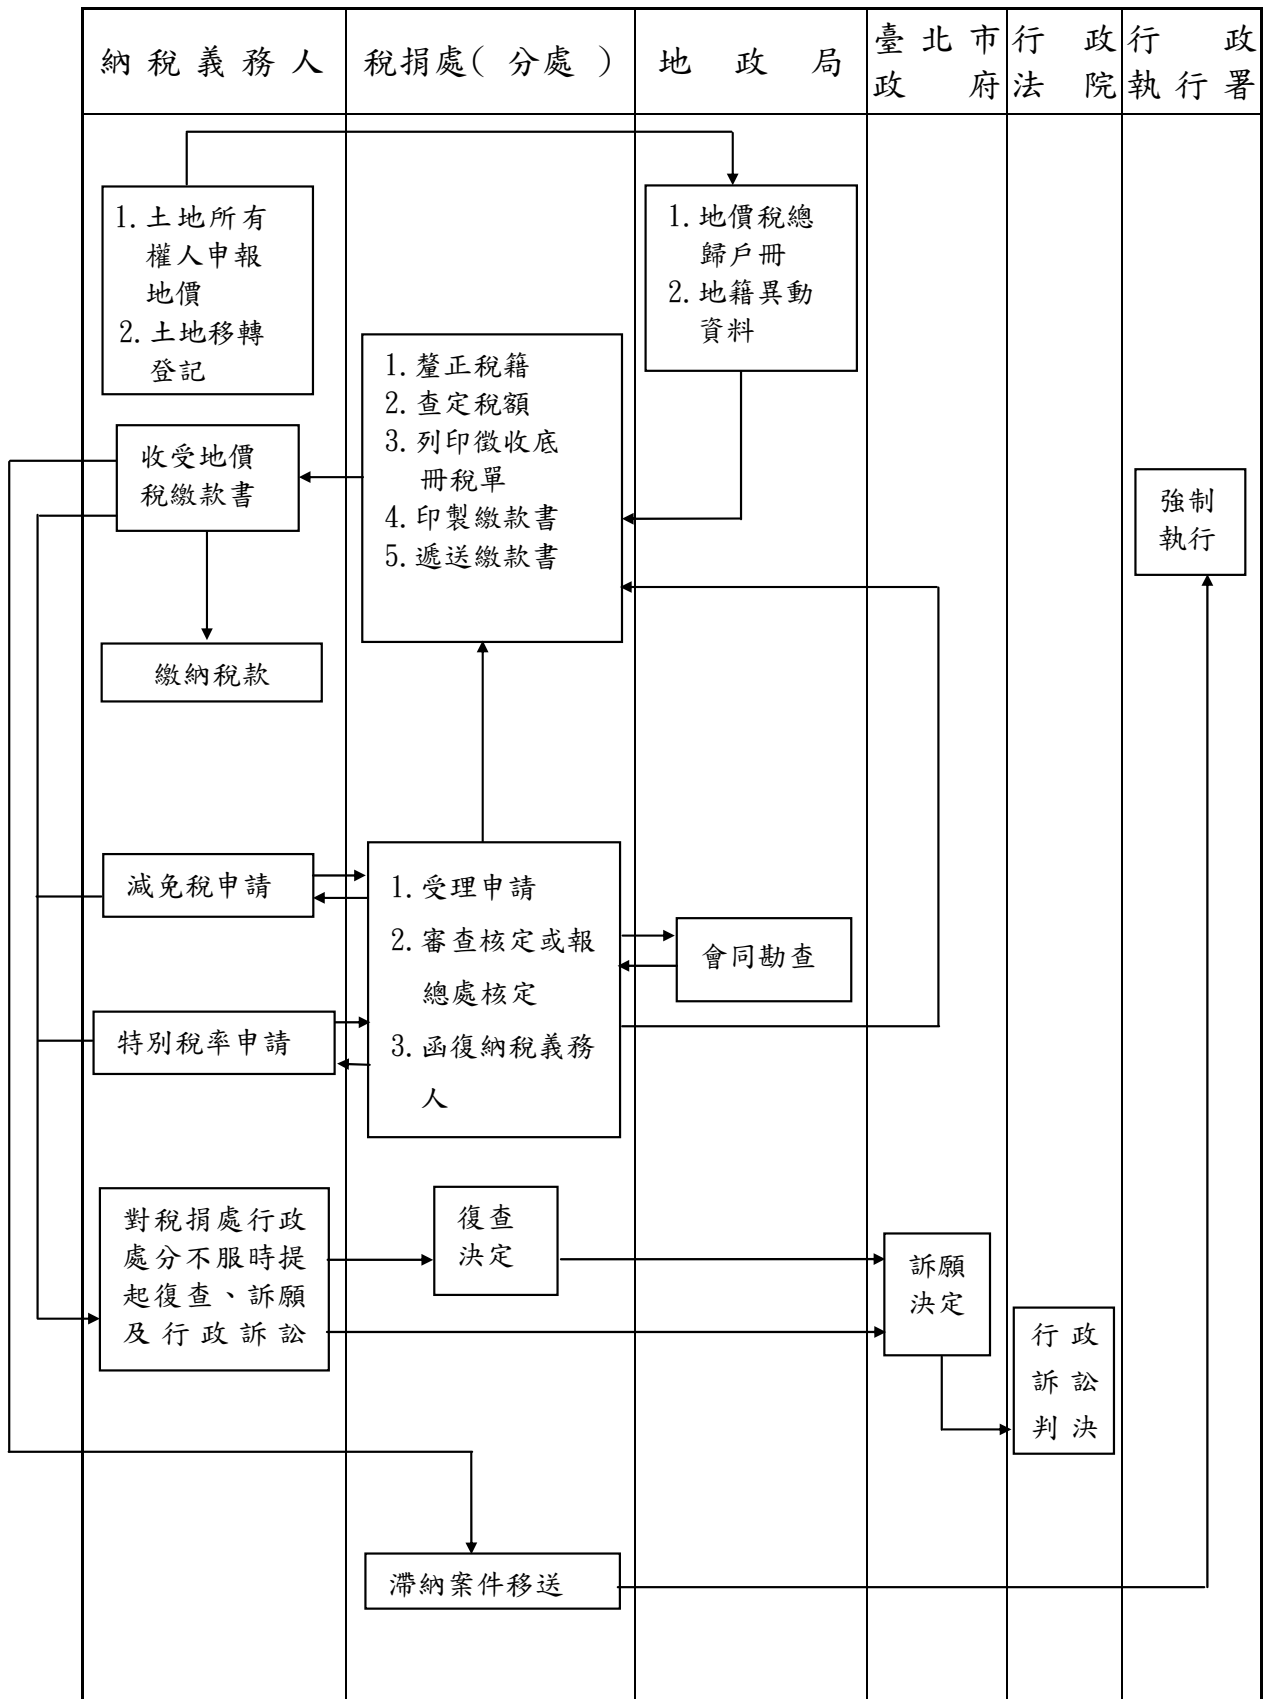 納稅義務人
稅捐處(分處)
地政局
臺北市
政府
行政
法院
行政
執行署
1.土地所有
權人申報
地價
2.土地移轉
登記
1.地價稅總
歸戶冊
2.地籍異動
資料
1.釐正稅籍
2.查定稅額
3.列印徵收底
冊稅單
4.印製繳款書
5.遞送繳款書
收受地價
稅繳款書
強制
執行
繳納稅款
減免稅申請
1.受理申請
2.審查核定或報
總處核定
3.函復納稅義務
人
會同勘查
特別稅率申請
對稅捐處行政
處分不服時提
起復查、訴願
及行政訴訟
復查
決定
訴願
決定
行政
訴訟
判決
滯納案件移送